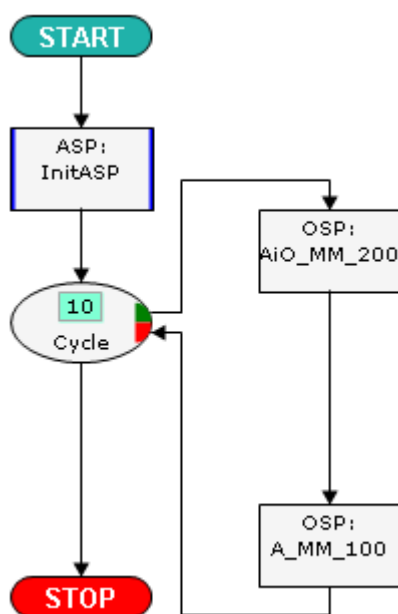 START
ASP:
InitASP
10
Cycle
OSP:
AiO_MM_200
OSP:
A_MM_100
STOP